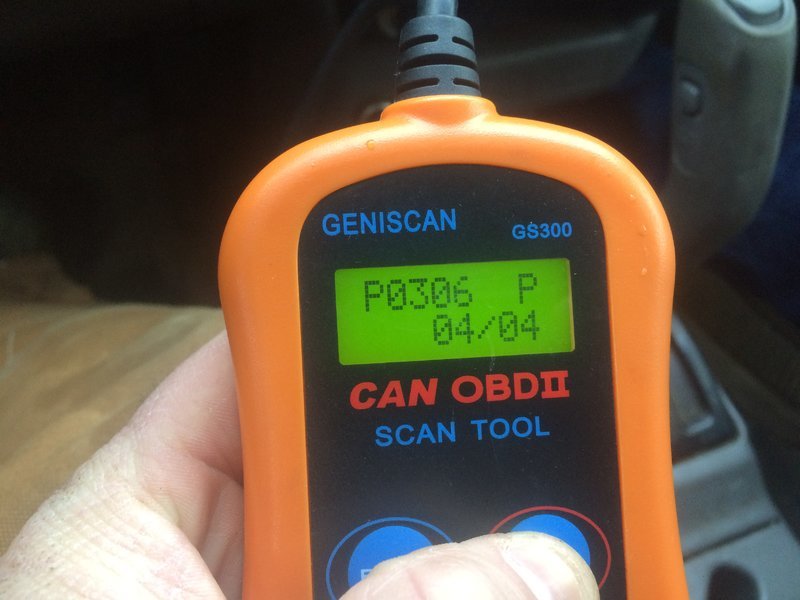 GENISCAN
GS300
P0306 P
04/04
CAN OBDII
SCAN TOOL